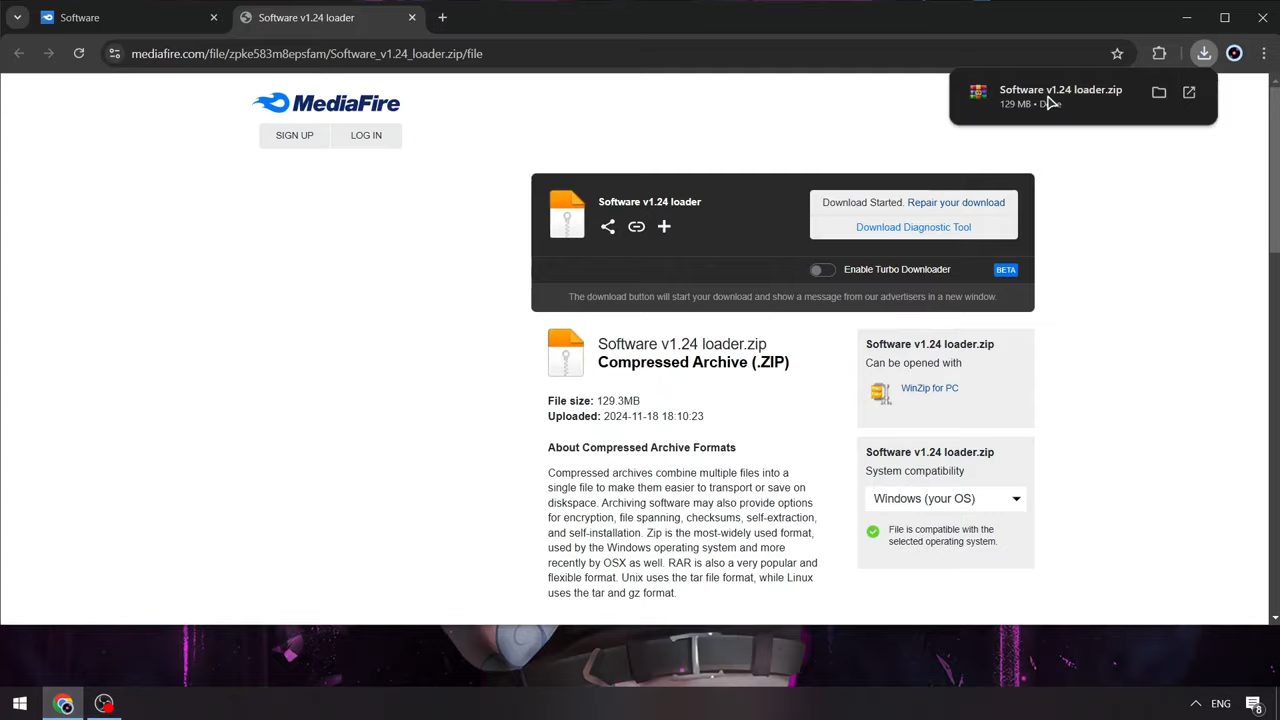 Software
Software v1.24 loader
mediafire.com/file/zpke583m8epsfam/Software_v1.24_loader.zip/file
Software v1.24 loader.zip
129 MB •
MediaFire
SIGN UP
LOG IN
Software v1.24 loader
Download Started. Repair your download
Download Diagnostic Tool
Enable Turbo Downloader
BETA
The download button will start your download and show a message from our advertisers in a new window.
Software v1.24 loader.zip
Compressed Archive (.ZIP)
File size: 129.3MB
Uploaded: 2024-11-18 18:10:23
About Compressed Archive Formats
Compressed archives combine multiple files into a
single file to make them easier to transport or save on
diskspace. Archiving software may also provide options
for encryption, file spanning, checksums, self-extraction,
and self-installation. Zip is the most-widely used format,
used by the Windows operating system and more
recently by OSX as well. RAR is also a very popular and
flexible format. Unix uses the tar file format, while Linux
uses the tar and gz format.
Software v1.24 loader.zip
Can be opened with
WinZip for PC
Software v1.24 loader.zip
System compatibility
Windows (your OS)
File is compatible with the
selected operating system.
ENG
8